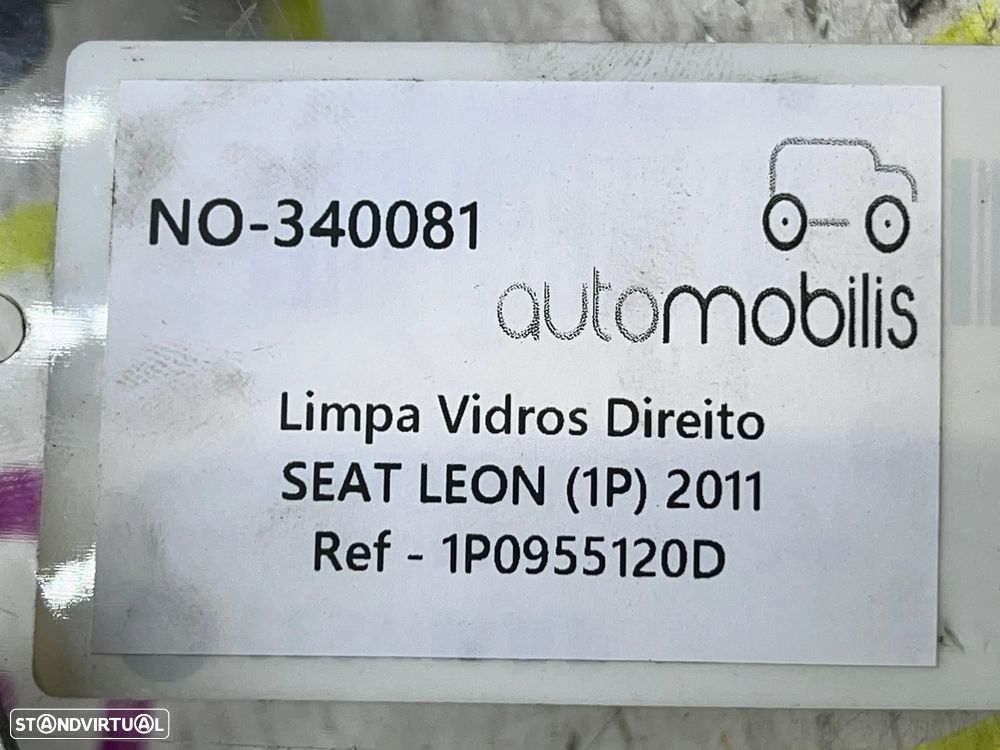 NO-340081
automobilis
Limpa Vidros Direito
SEAT LEON (1P) 2011
Ref - 1P0955120D
STANDVIRTUAL